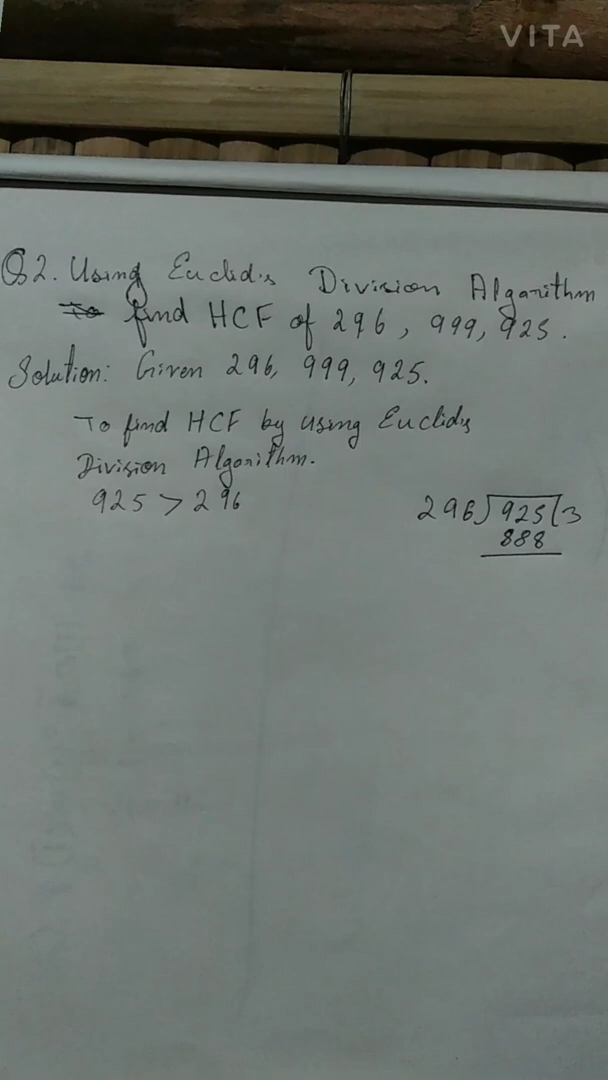 VITA
Q2. Using Euclid's Division Algorithm
To find HCF of 296, 999, 925.
Solution: Given 296, 999, 925.
To find HCF by using Euclid's
Division Algorithm.
925 > 296
296)925(3
888